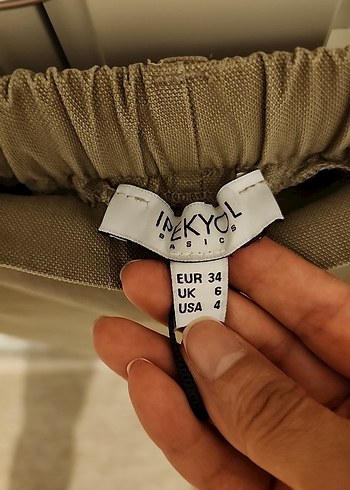 IPEKYOL
BASICS
EUR 34
UK 6
USA 4